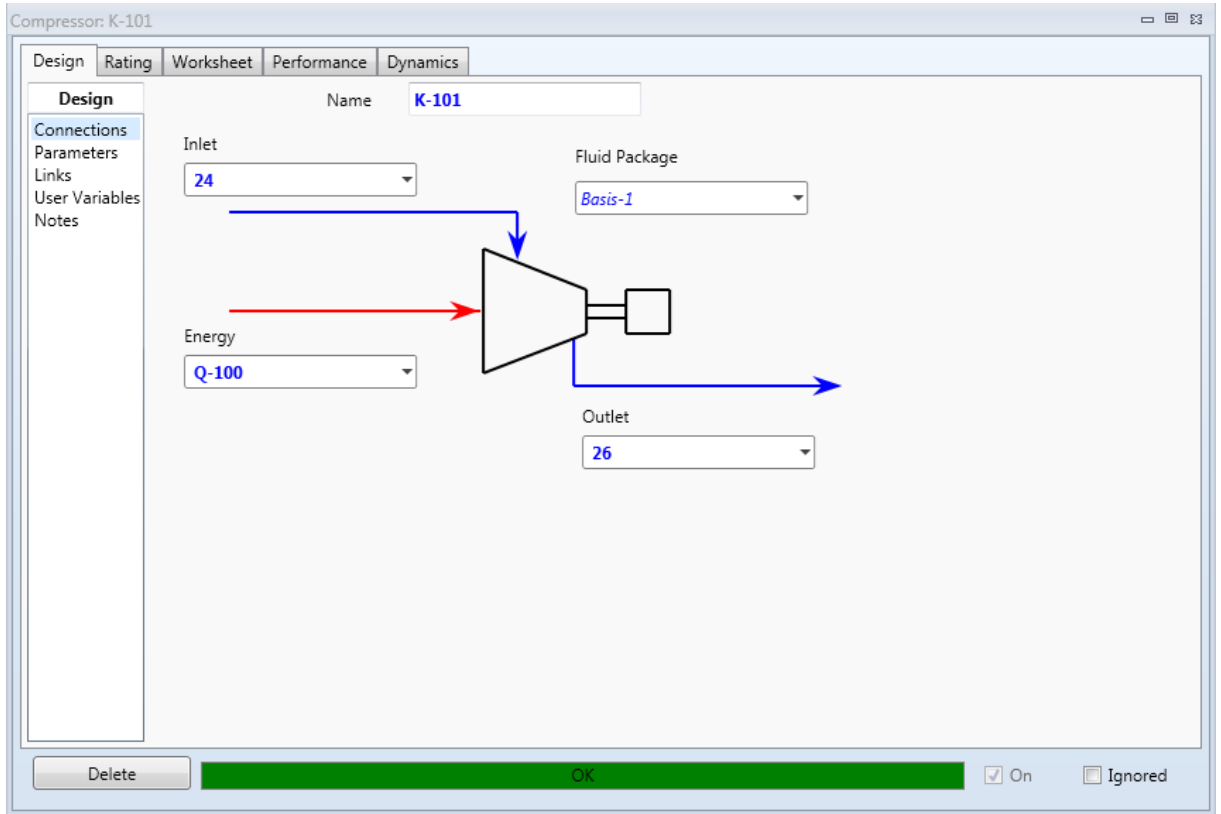 Compressor: K-101
Design Rating Worksheet Performance Dynamics
Design
Connections
Parameters
Links
User Variables
Notes
Name K-101
Inlet
24
Fluid Package
Basis-1
Energy
Q-100
Outlet
26
Delete
OK
On
Ignored